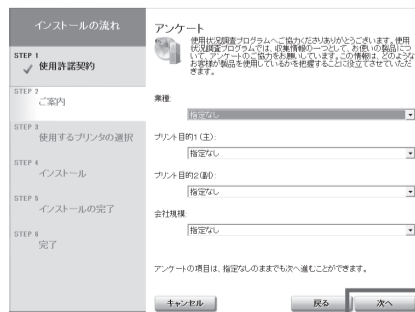 インストールの流れ
STEP 1
使用許諾契約
STEP 2
ご案内
STEP 3
使用するプリンタの選択
STEP 4
インストール
STEP 5
インストールの完了
STEP 6
完了
アンケート
使用状況調査プログラムへご協力くださりありがとうございます。使用
状況調査プログラムでは、収集情報の一つとして、お使いの製品につ
いて、アンケートのご協力をお願いしています。この情報は、どのような
お客様が製品を使用しているかを把握することに役立てさせていただ
きます。
業種:
指定なし
プリント目的1(主):
指定なし
プリント目的2(副):
指定なし
会社規模:
指定なし
アンケートの項目は、指定なしのままでも次へ進むことができます。
キャンセル
戻る
次へ